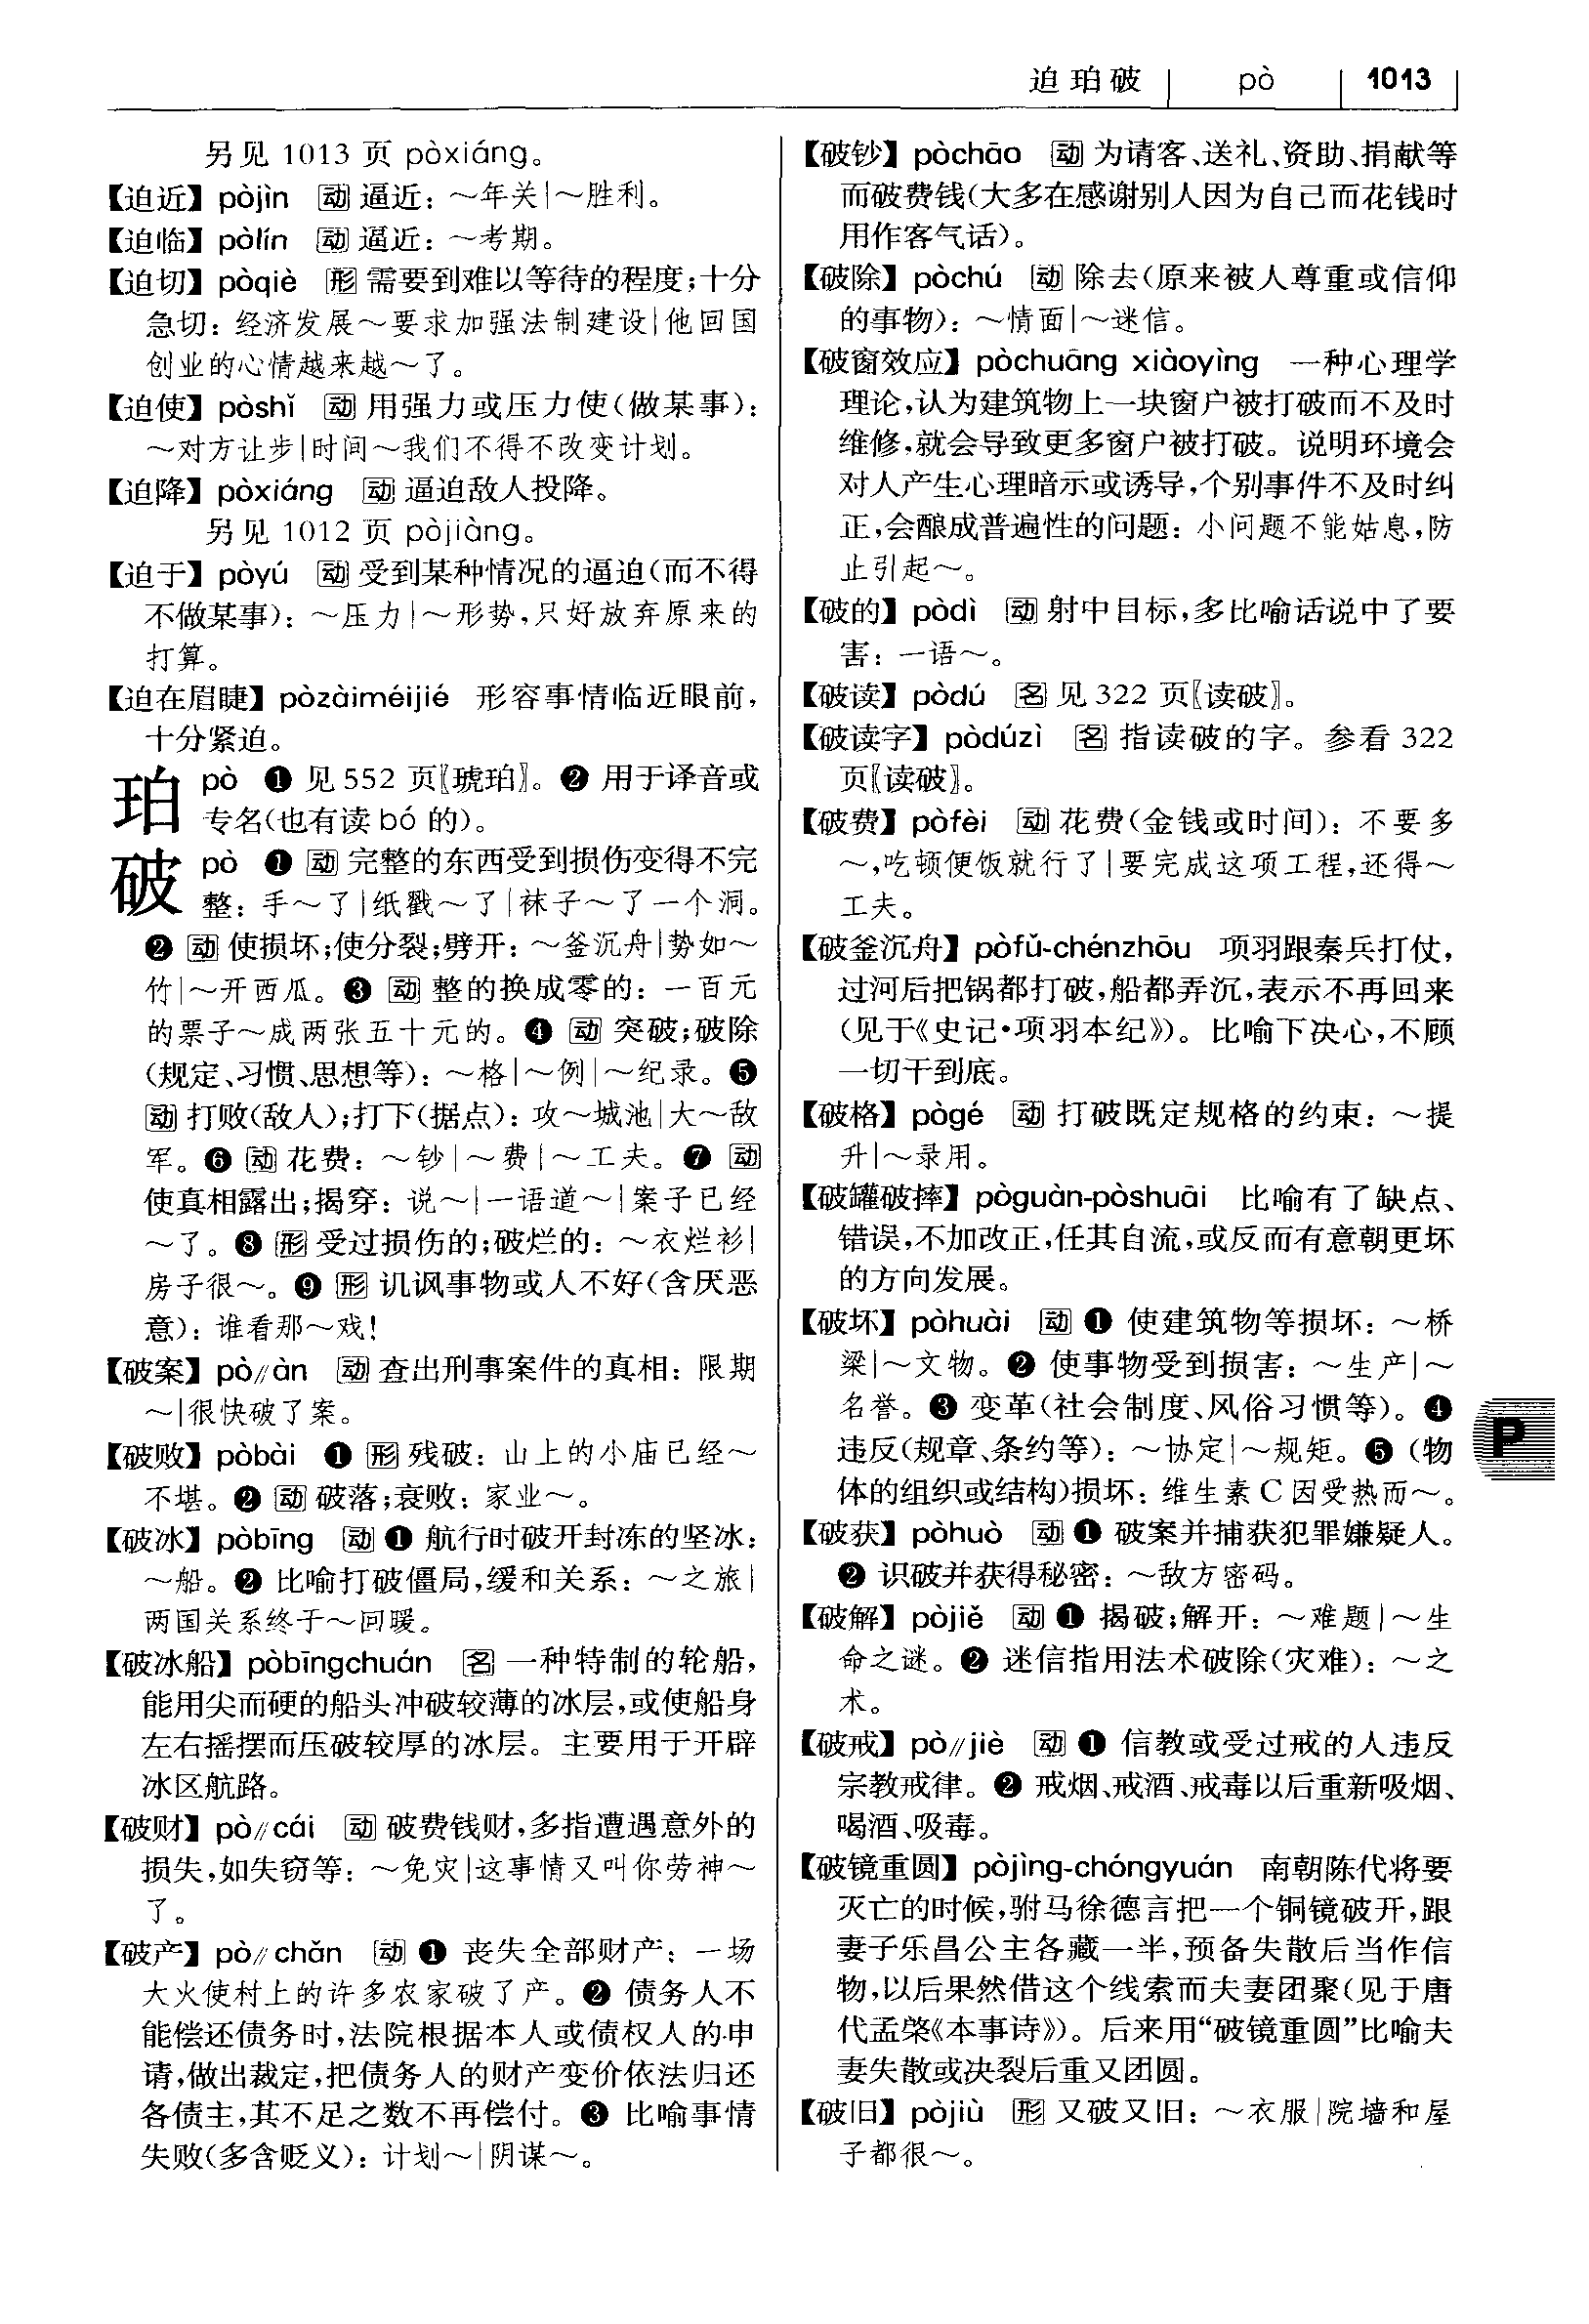 迫珀破 pò 1013
另见 1013 页 pòxiáng。
【迫近】pòjìn 动 逼近：～年关|～胜利。
【迫临】pòlín 动 逼近：～考期。
【迫切】pòqiè 形 需要到难以等待的程度；十分
急切：经济发展～要求加强法制建设|他回国
创业的心情越来越～了。
【迫使】pòshǐ 动 用强力或压力使（做某事）：
～对方让步|时间～我们不得不改变计划。
【迫降】pòxiáng 动 逼迫敌人投降。
另见 1012 页 pòjiàng。
【迫于】pòyú 动 受到某种情况的逼迫（而不得
不做某事）：～压力|～形势，只好放弃原来的
打算。
【迫在眉睫】pòzàiméijié 形容事情临近眼前，
十分紧迫。
珀 pò ❶ 见 552 页〖琥珀〗。❷ 用于译音或
专名（也有读 bó 的）。
破 pò ❶ 动 完整的东西受到损伤变得不完
整：手～了|纸戳～了|袜子～了一个洞。
❷ 动 使损坏；使分裂；劈开：～釜沉舟|势如～
竹|～开西瓜。❸ 动 整的换成零的：一百元
的票子～成两张五十元的。❹ 动 突破；破除
（规定、习惯、思想等）：～格|～例|～纪录。❺
动 打败（敌人）；打下（据点）：攻～城池|大～敌
军。❻ 动 花费：～钞|～费|～工夫。❼ 动
使真相露出；揭穿：说～|一语道～|案子已经
～了。❽ 形 受过损伤的；破烂的：～衣烂衫|
房子很～。❾ 形 讥讽事物或人不好（含厌恶
意）：谁看那～戏！
【破案】pò//àn 动 查出刑事案件的真相：限期
～|很快破了案。
【破败】pòbài ❶ 形 残破：山上的小庙已经～
不堪。❷ 动 破落；衰败：家业～。
【破冰】pòbīng 动 ❶ 航行时破开封冻的坚冰：
～船。❷ 比喻打破僵局，缓和关系：～之旅|
两国关系终于～回暖。
【破冰船】pòbīngchuán 名 一种特制的轮船，
能用尖而硬的船头冲破较薄的冰层，或使船身
左右摇摆而压破较厚的冰层。主要用于开辟
冰区航路。
【破财】pò//cái 动 破费钱财，多指遭遇意外的
损失，如失窃等：～免灾|这事情又叫你劳神～
了。
【破产】pò//chǎn 动 ❶ 丧失全部财产：一场
大火使村上的许多农家破了产。❷ 债务人不
能偿还债务时，法院根据本人或债权人的申
请，做出裁定，把债务人的财产变价依法归还
各债主，其不足之数不再偿付。❸ 比喻事情
失败（多含贬义）：计划～|阴谋～。
【破钞】pòchāo 动 为请客、送礼、资助、捐献等
而破费钱（大多在感谢别人因为自己而花钱时
用作客气话）。
【破除】pòchú 动 除去（原来被人尊重或信仰
的事物）：～情面|～迷信。
【破窗效应】pòchuāng xiàoyìng 一种心理学
理论，认为建筑物上一块窗户被打破而不及时
维修，就会导致更多窗户被打破。说明环境会
对人产生心理暗示或诱导，个别事件不及时纠
正，会酿成普遍性的问题：小问题不能姑息，防
止引起～。
【破的】pòdì 动 射中目标，多比喻话说中了要
害：一语～。
【破读】pòdú 名 见 322 页〖读破〗。
【破读字】pòdúzì 名 指读破的字。参看 322
页〖读破〗。
【破费】pòfèi 动 花费（金钱或时间）：不要多
～，吃顿便饭就行了|要完成这项工程，还得～
工夫。
【破釜沉舟】pòfǔ-chénzhōu 项羽跟秦兵打仗，
过河后把锅都打破，船都弄沉，表示不再回来
（见于《史记·项羽本纪》）。比喻下决心，不顾
一切干到底。
【破格】pògé 动 打破既定规格的约束：～提
升|～录用。
【破罐破摔】pòguàn-pòshuāi 比喻有了缺点、
错误，不加改正，任其自流，或反而有意朝更坏
的方向发展。
【破坏】pòhuài 动 ❶ 使建筑物等损坏：～桥
梁|～文物。❷ 使事物受到损害：～生产|～
名誉。❸ 变革（社会制度、风俗习惯等）。❹
违反（规章、条约等）：～协定|～规矩。❺（物
体的组织或结构）损坏：维生素 C 因受热而～。
【破获】pòhuò 动 ❶ 破案并捕获犯罪嫌疑人。
❷ 识破并获得秘密：～敌方密码。
【破解】pòjiě 动 ❶ 揭破；解开：～难题|～生
命之谜。❷ 迷信指用法术破除（灾难）：～之
术。
【破戒】pò//jiè 动 ❶ 信教或受过戒的人违反
宗教戒律。❷ 戒烟、戒酒、戒毒以后重新吸烟、
喝酒、吸毒。
【破镜重圆】pòjìng-chóngyuán 南朝陈代将要
灭亡的时候，驸马徐德言把一个铜镜破开，跟
妻子乐昌公主各藏一半，预备失散后当作信
物，以后果然借这个线索而夫妻团聚（见于唐
代孟棨《本事诗》）。后来用“破镜重圆”比喻夫
妻失散或决裂后重又团圆。
【破旧】pòjiù 形 又破又旧：～衣服|院墙和屋
子都很～。
P